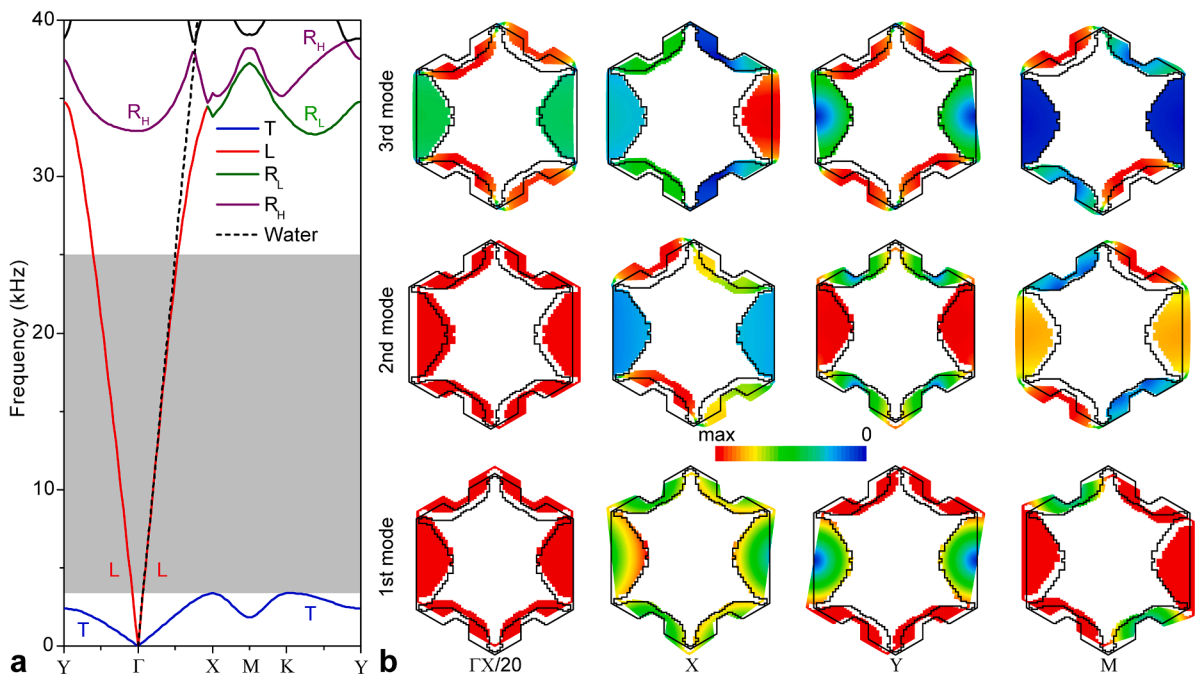 40
30
20
10
0
Frequency (kHz)
R_H
R_H
R_L
T
L
R_L
R_H
Water
L
L
T
T
Y
Γ
X
M
K
Y
a
b
3rd mode
2nd mode
max
0
1st mode
ΓX/20
X
Y
M